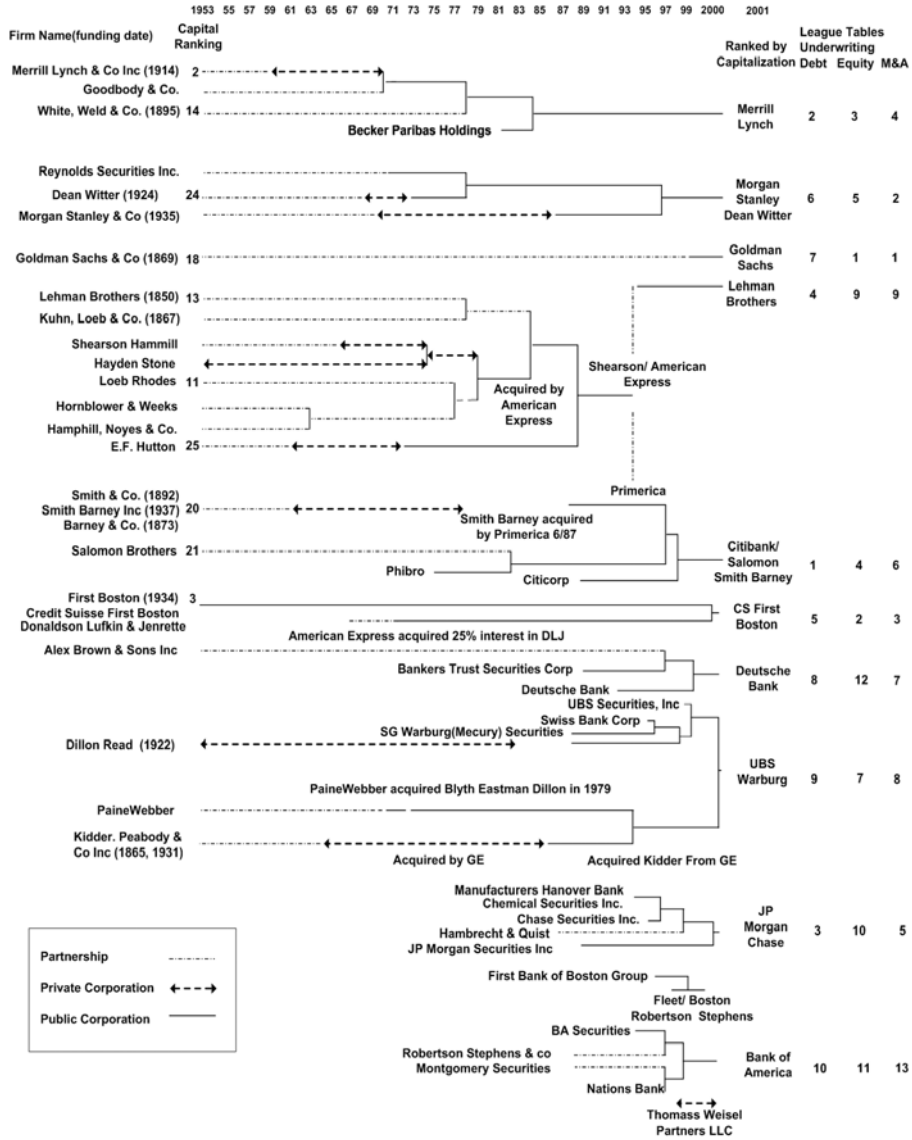 1953 55 57 59 61 63 65 67 69 71 73 75 77 79 81 83 85 87 89 91 93 95 97 99 2000 2001
Firm Name(funding date)
Capital
Ranking
Ranked by
Capitalization
League Tables
Underwriting
Debt Equity M&A
Merrill Lynch & Co Inc (1914) 2
Goodbody & Co.
White, Weld & Co. (1895) 14
Becker Paribas Holdings
Merrill
Lynch
2 3 4
Reynolds Securities Inc.
Dean Witter (1924) 24
Morgan Stanley & Co (1935)
Morgan
Stanley
Dean Witter
6 5 2
Goldman Sachs & Co (1869) 18
Goldman
Sachs
7 1 1
Lehman Brothers (1850) 13
Kuhn, Loeb & Co. (1867)
Lehman
Brothers
4 9 9
Shearson Hammill
Hayden Stone
Loeb Rhodes 11
Hornblower & Weeks
Hamphill, Noyes & Co.
E.F. Hutton 25
Acquired by
American
Express
Shearson/ American
Express
Primerica
Smith & Co. (1892)
Smith Barney Inc (1937) 20
Barney & Co. (1873)
Smith Barney acquired
by Primerica 6/87
Salomon Brothers 21
Phibro
Citicorp
Citibank/
Salomon
Smith Barney
1 4 6
First Boston (1934) 3
Credit Suisse First Boston
Donaldson Lufkin & Jenrette
American Express acquired 25% interest in DLJ
CS First
Boston
5 2 3
Alex Brown & Sons Inc
Bankers Trust Securities Corp
Deutsche Bank
Deutsche
Bank
8 12 7
UBS Securities, Inc
Swiss Bank Corp
SG Warburg(Mecury) Securities
Dillon Read (1922)
UBS
Warburg
9 7 8
PaineWebber acquired Blyth Eastman Dillon in 1979
PaineWebber
Kidder. Peabody &
Co Inc (1865, 1931)
Acquired by GE
Acquired Kidder From GE
Manufacturers Hanover Bank
Chemical Securities Inc.
Chase Securities Inc.
Hambrecht & Quist
JP Morgan Securities Inc
JP
Morgan
Chase
3 10 5
Partnership
Private Corporation
Public Corporation
First Bank of Boston Group
Fleet/ Boston
Robertson Stephens
BA Securities
Robertson Stephens & co
Montgomery Securities
Nations Bank
Bank of
America
10 11 13
Thomass Weisel
Partners LLC